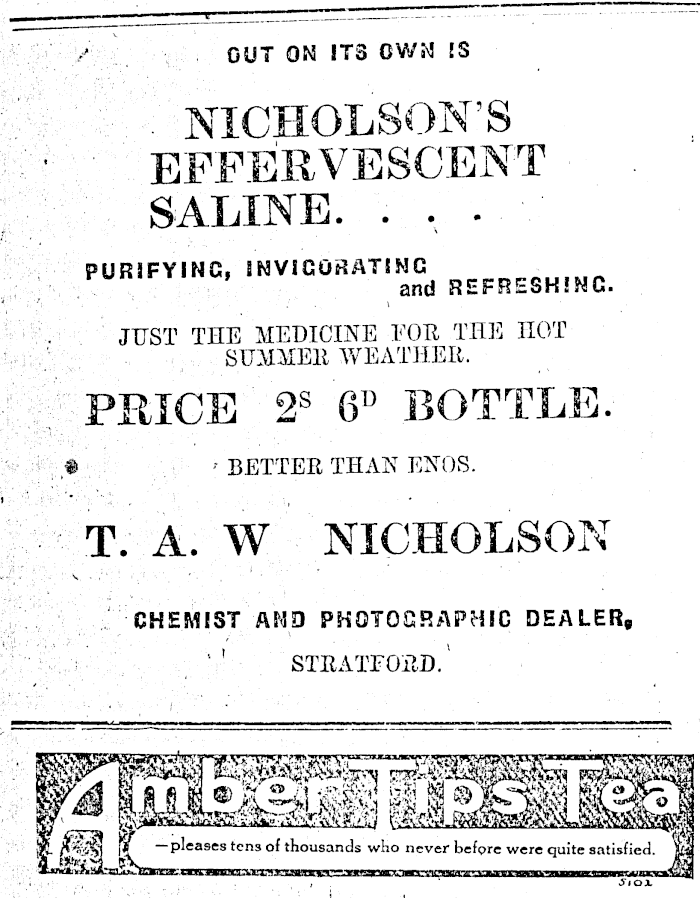 OUT ON ITS OWN IS
NICHOLSON'S
EFFERVESCENT
SALINE. . . .
PURIFYING, INVIGORATING
and REFRESHING.
JUST THE MEDICINE FOR THE HOT
SUMMER WEATHER.
PRICE 2S 6D BOTTLE.
BETTER THAN ENOS.
T. A. W NICHOLSON
CHEMIST AND PHOTOGRAPHIC DEALER,
STRATFORD.
Amber Tips Tea
—pleases tens of thousands who never before were quite satisfied.
5102